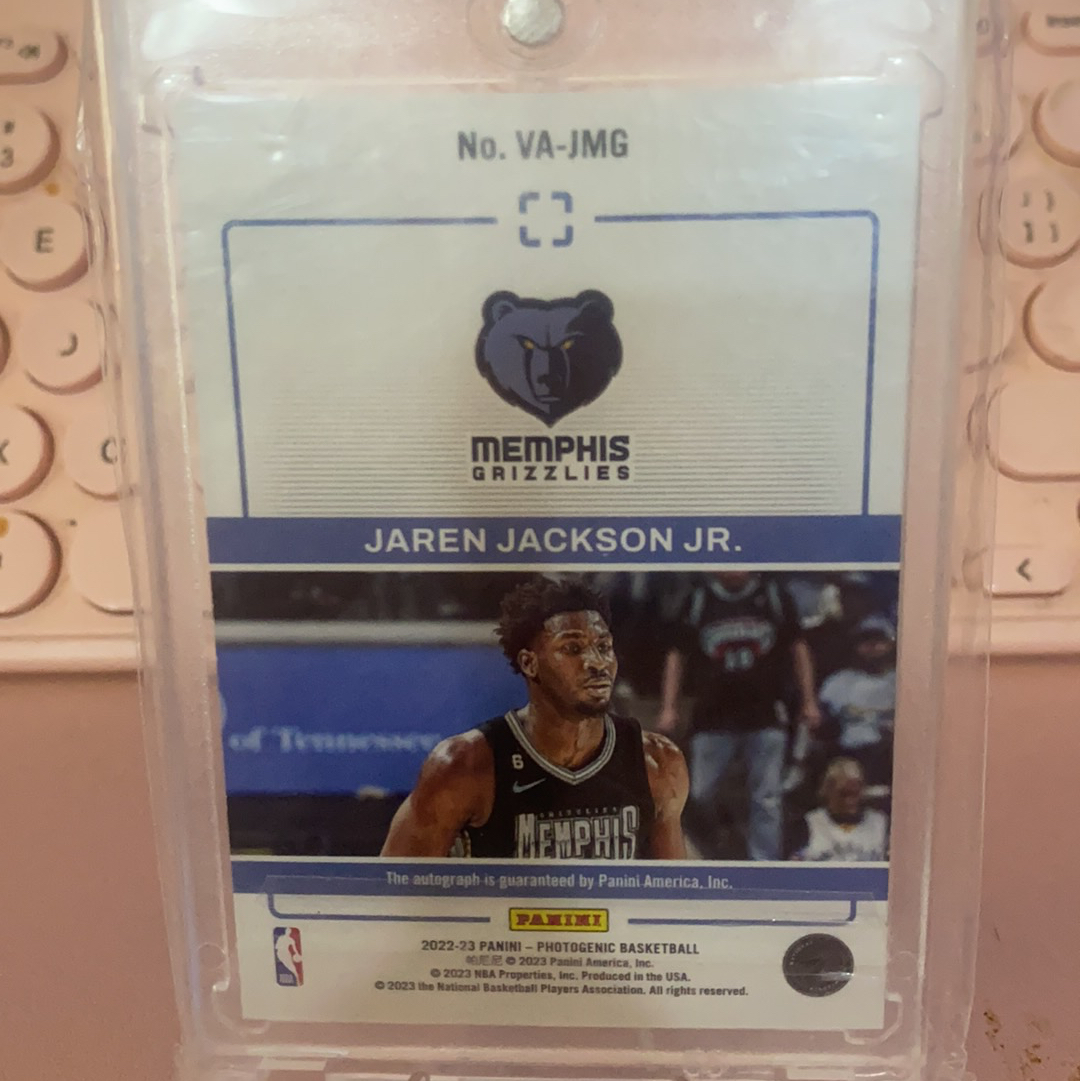 No. VA-JMG
MEMPHIS
GRIZZLIES
JAREN JACKSON JR.
of Tennessee
6
MEMPHIS
The autograph is guaranteed by Panini America, Inc.
PANINI
2022-23 PANINI – PHOTOGENIC BASKETBALL
帕尼尼 © 2023 Panini America, Inc.
© 2023 NBA Properties, Inc. Produced in the USA.
© 2023 the National Basketball Players Association. All rights reserved.
#
3
E
J